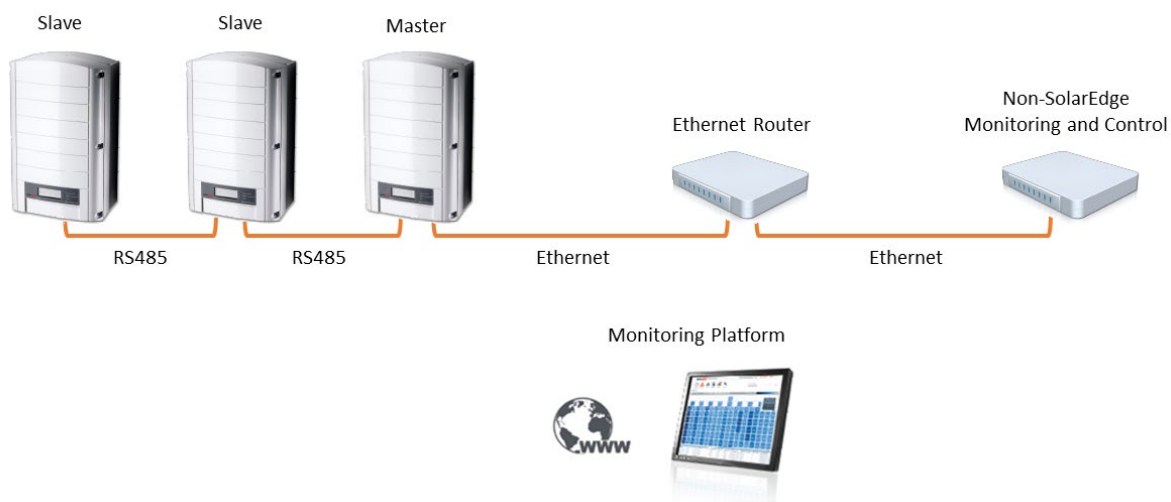 Slave
Slave
Master
Ethernet Router
Non-SolarEdge
Monitoring and Control
RS485
RS485
Ethernet
Ethernet
Monitoring Platform
www